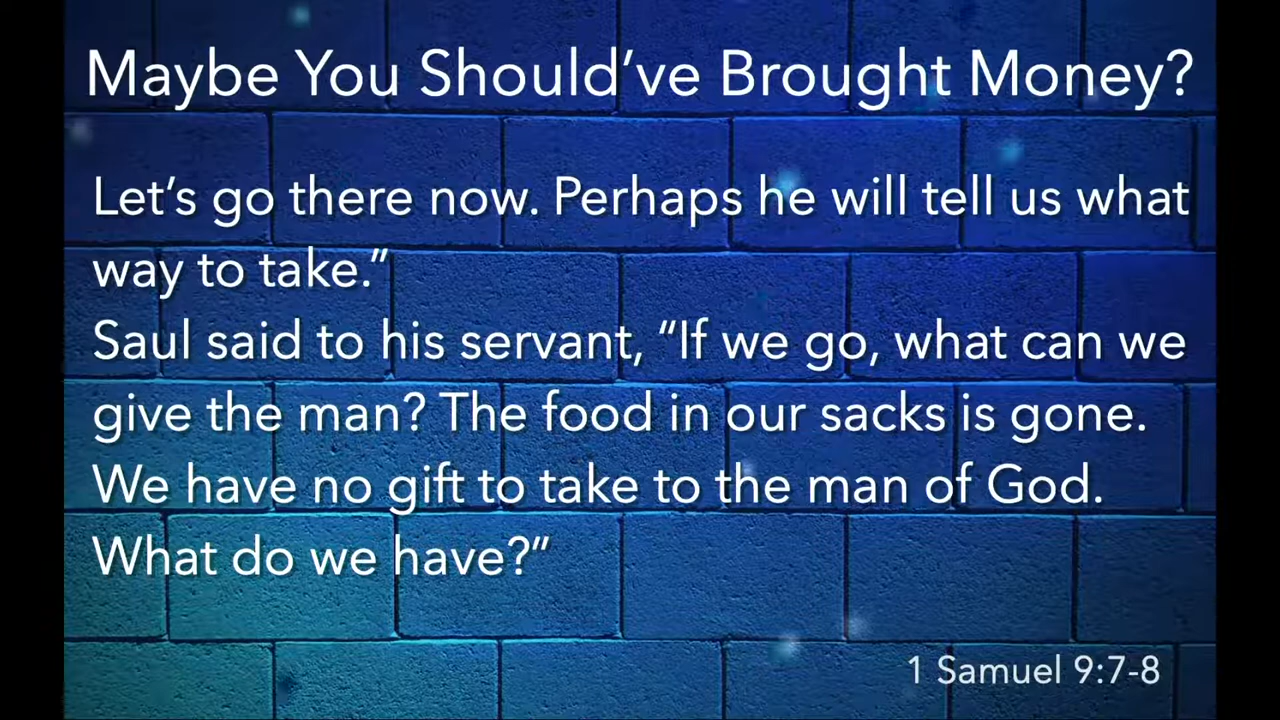 Maybe You Should’ve Brought Money?
Let’s go there now. Perhaps he will tell us what
way to take.”
Saul said to his servant, “If we go, what can we
give the man? The food in our sacks is gone.
We have no gift to take to the man of God.
What do we have?”
1 Samuel 9:7-8